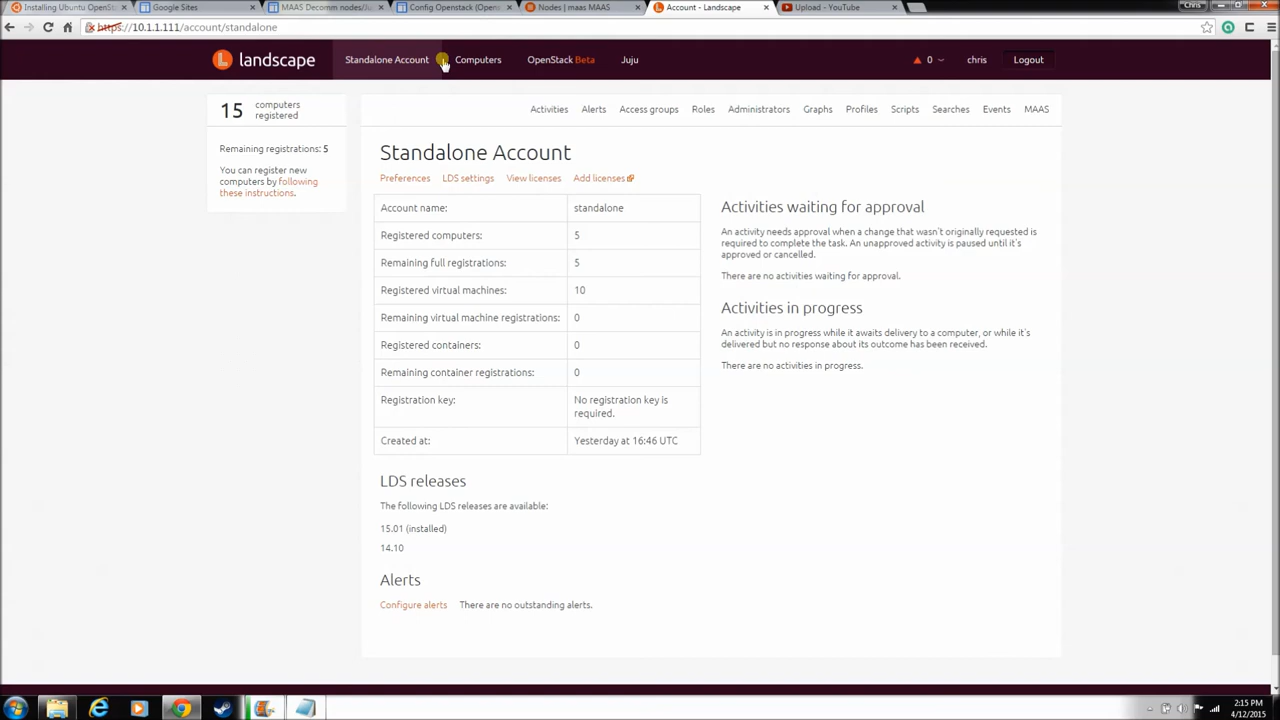 Installing Ubuntu OpenSt
Google Sites
MAAS Decomm nodes/Ju
Config Openstack (Open
Nodes | maas MAAS
Account - Landscape
Upload - YouTube
Chris
https://10.1.1.111/account/standalone
landscape
Standalone Account
Computers
OpenStack Beta
Juju
0
chris
Logout
15 computers registered
Remaining registrations: 5
You can register new
computers by following
these instructions.
Activities
Alerts
Access groups
Roles
Administrators
Graphs
Profiles
Scripts
Searches
Events
MAAS
Standalone Account
Preferences
LDS settings
View licenses
Add licenses
Account name: standalone
Registered computers: 5
Remaining full registrations: 5
Registered virtual machines: 10
Remaining virtual machine registrations: 0
Registered containers: 0
Remaining container registrations: 0
Registration key: No registration key is
required.
Created at: Yesterday at 16:46 UTC
Activities waiting for approval
An activity needs approval when a change that wasn't originally requested is
required to complete the task. An unapproved activity is paused until it's
approved or cancelled.
There are no activities waiting for approval.
Activities in progress
An activity is in progress while it awaits delivery to a computer, or while it's
delivered but no response about its outcome has been received.
There are no activities in progress.
LDS releases
The following LDS releases are available:
15.01 (installed)
14.10
Alerts
Configure alerts
There are no outstanding alerts.
2:15 PM
4/12/2015